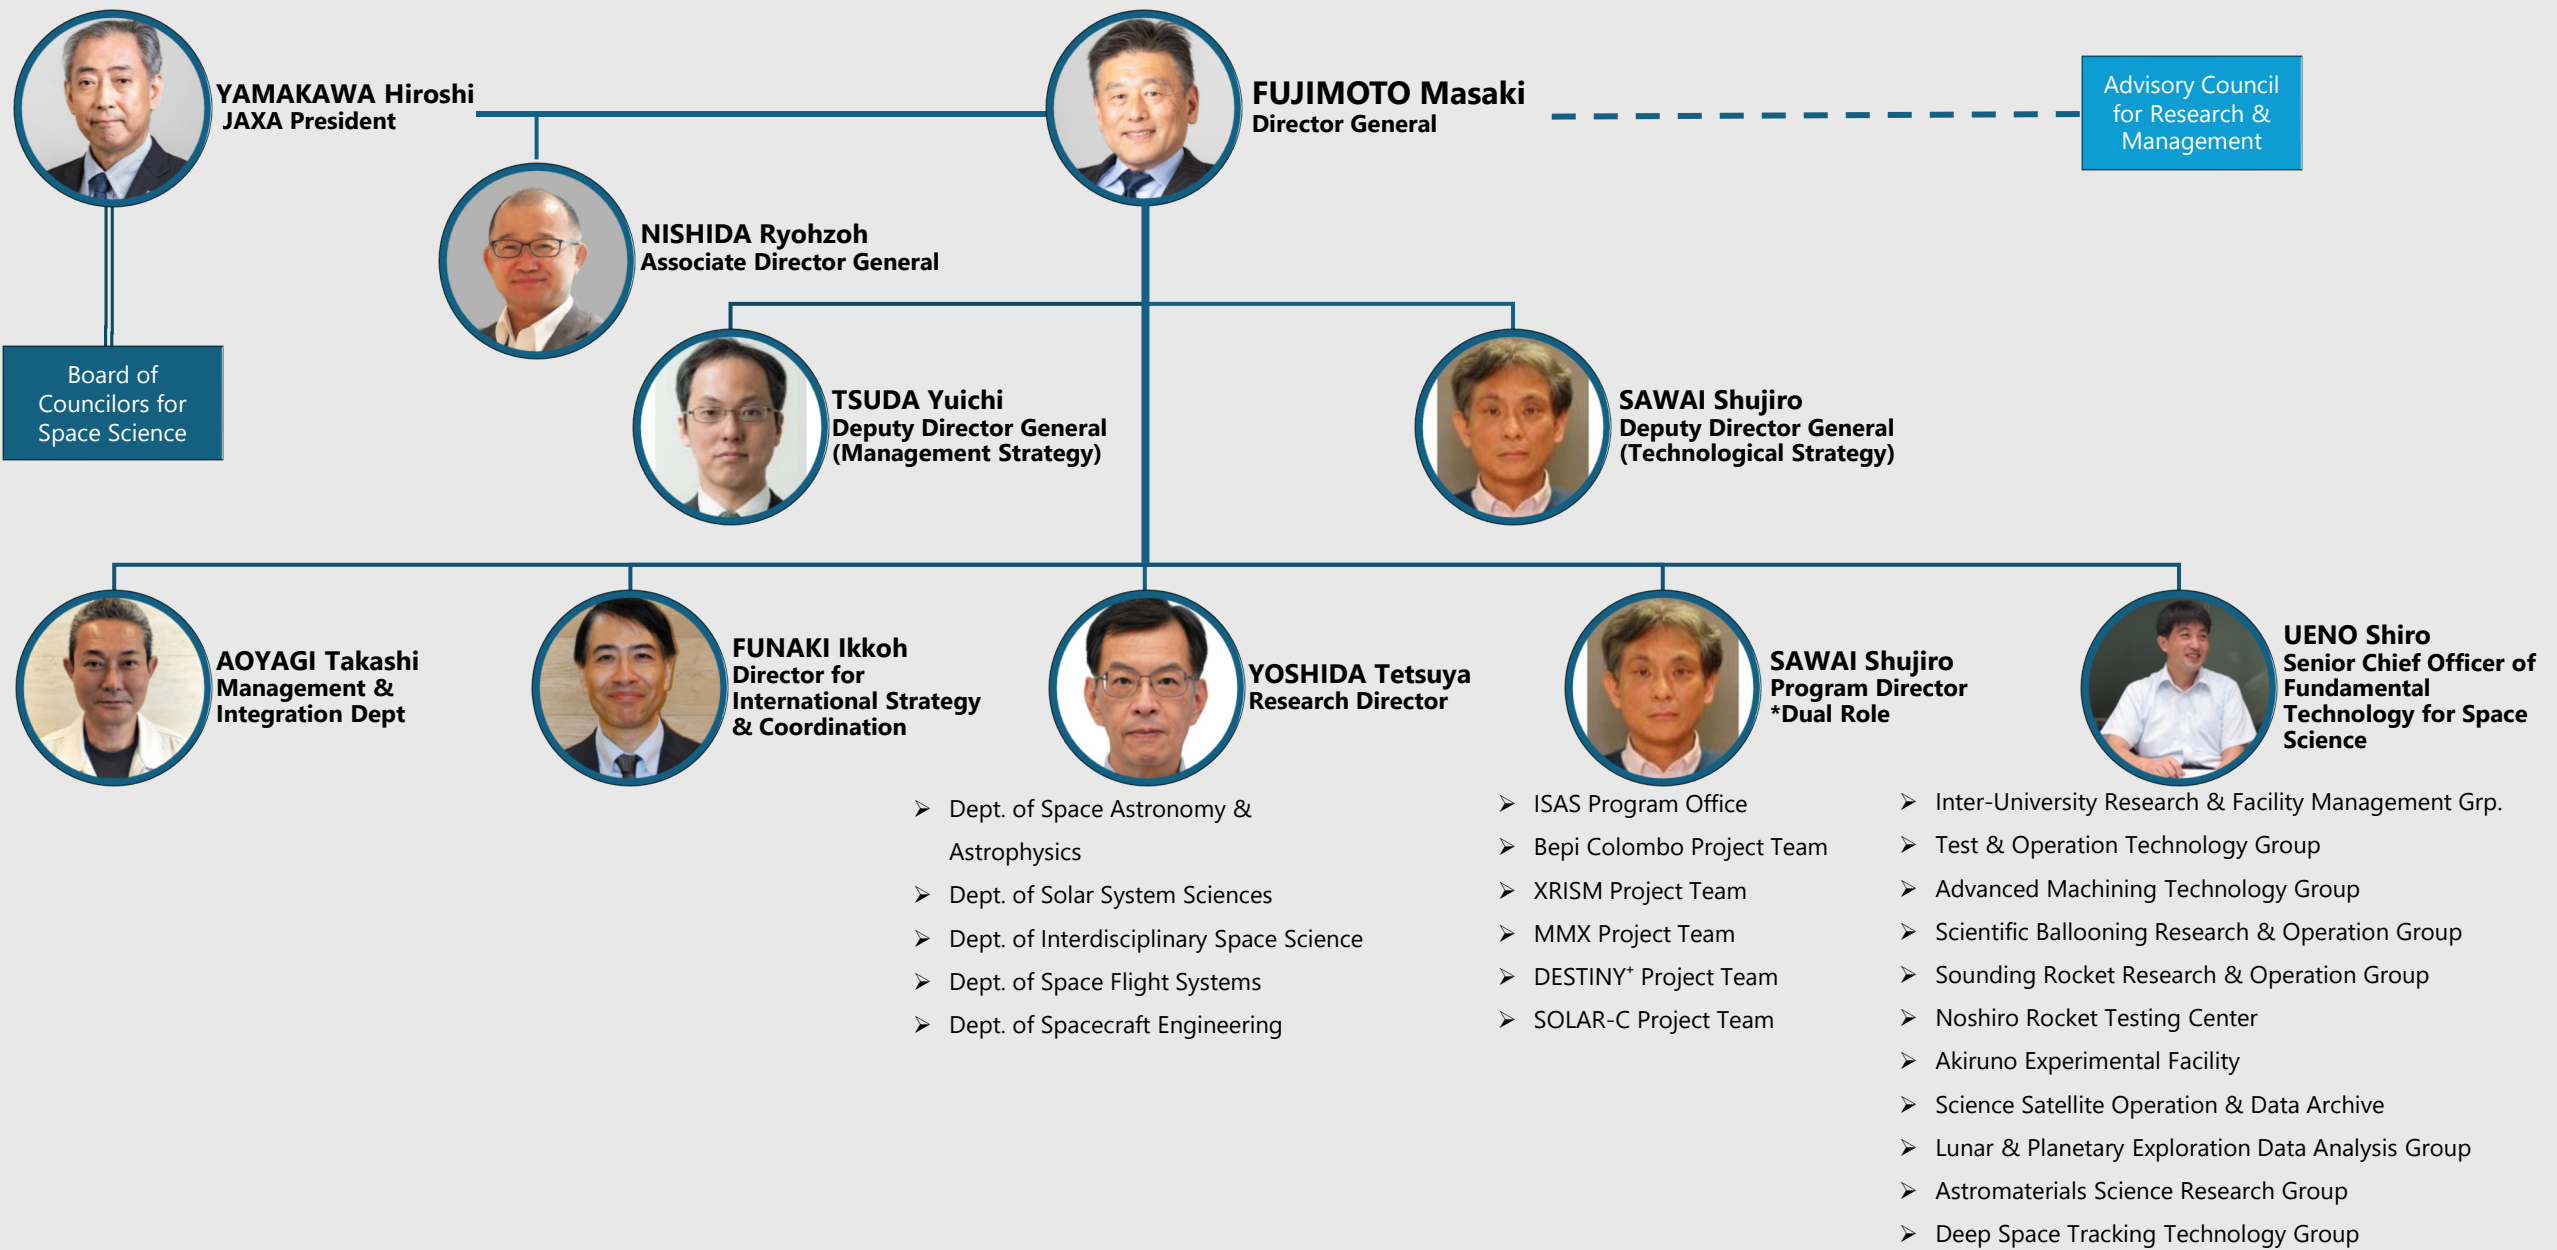 YAMAKAWA Hiroshi
JAXA President
FUJIMOTO Masaki
Director General
Advisory Council
for Research &
Management
NISHIDA Ryohzoh
Associate Director General
Board of
Councilors for
Space Science
TSUDA Yuichi
Deputy Director General
(Management Strategy)
SAWAI Shujiro
Deputy Director General
(Technological Strategy)
AOYAGI Takashi
Management &
Integration Dept
FUNAKI Ikkoh
Director for
International Strategy
& Coordination
YOSHIDA Tetsuya
Research Director
SAWAI Shujiro
Program Director
*Dual Role
UENO Shiro
Senior Chief Officer of
Fundamental
Technology for Space
Science
➢ Dept. of Space Astronomy &
Astrophysics
➢ Dept. of Solar System Sciences
➢ Dept. of Interdisciplinary Space Science
➢ Dept. of Space Flight Systems
➢ Dept. of Spacecraft Engineering
➢ ISAS Program Office
➢ Bepi Colombo Project Team
➢ XRISM Project Team
➢ MMX Project Team
➢ DESTINY⁺ Project Team
➢ SOLAR-C Project Team
➢ Inter-University Research & Facility Management Grp.
➢ Test & Operation Technology Group
➢ Advanced Machining Technology Group
➢ Scientific Ballooning Research & Operation Group
➢ Sounding Rocket Research & Operation Group
➢ Noshiro Rocket Testing Center
➢ Akiruno Experimental Facility
➢ Science Satellite Operation & Data Archive
➢ Lunar & Planetary Exploration Data Analysis Group
➢ Astromaterials Science Research Group
➢ Deep Space Tracking Technology Group